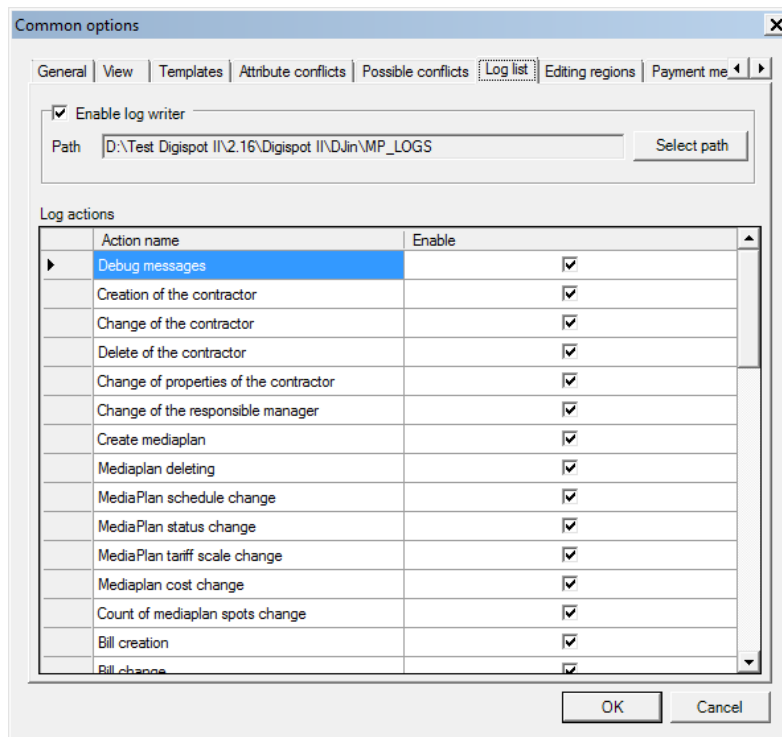 Common options
General View Templates Attribute conflicts Possible conflicts Log list Editing regions Payment me
Enable log writer
Path D:\Test Digispot II\2.16\Digispot II\DJin\MP_LOGS Select path
Log actions
Action name Enable
Debug messages
Creation of the contractor
Change of the contractor
Delete of the contractor
Change of properties of the contractor
Change of the responsible manager
Create mediaplan
Mediaplan deleting
MediaPlan schedule change
MediaPlan status change
MediaPlan tariff scale change
Mediaplan cost change
Count of mediaplan spots change
Bill creation
Bill change
OK Cancel